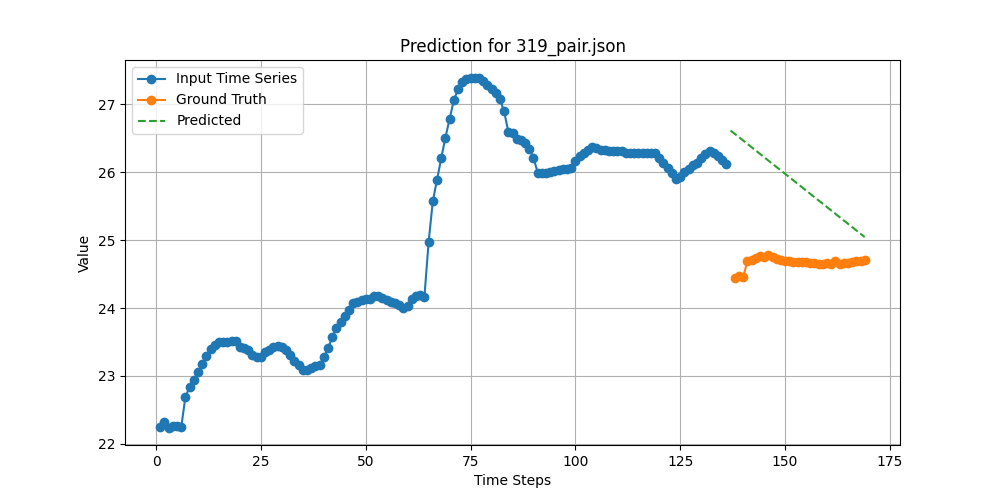 Prediction for 319_pair.json
Input Time Series
Ground Truth
Predicted
27
26
25
24
23
22
Value
0 25 50 75 100 125 150 175
Time Steps